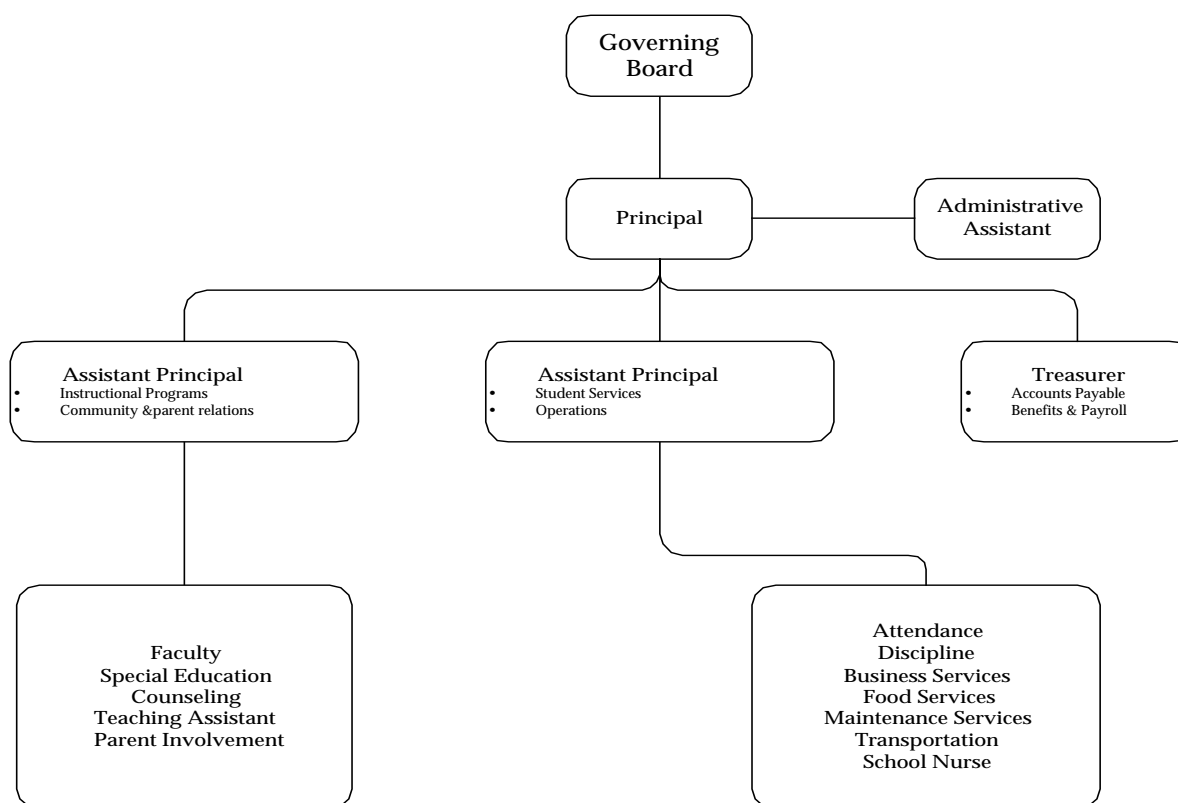 Governing
Board
Principal
Administrative
Assistant
Assistant Principal
• Instructional Programs
• Community &parent relations
Assistant Principal
• Student Services
• Operations
Treasurer
• Accounts Payable
• Benefits & Payroll
Faculty
Special Education
Counseling
Teaching Assistant
Parent Involvement
Attendance
Discipline
Business Services
Food Services
Maintenance Services
Transportation
School Nurse